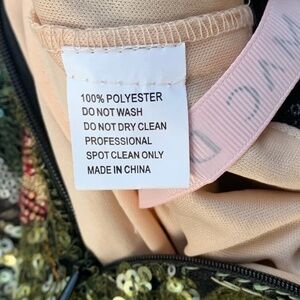 100% POLYESTER
DO NOT WASH
DO NOT DRY CLEAN
PROFESSIONAL
SPOT CLEAN ONLY
MADE IN CHINA